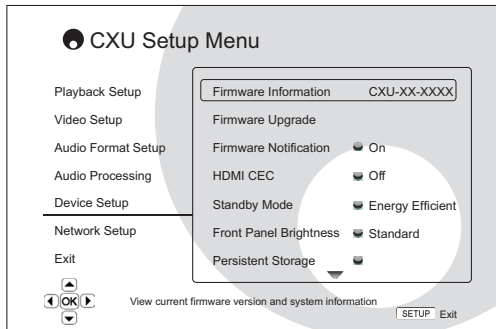 CXU Setup Menu
Playback Setup
Video Setup
Audio Format Setup
Audio Processing
Device Setup
Network Setup
Exit
Firmware Information CXU-XX-XXXX
Firmware Upgrade
Firmware Notification On
HDMI CEC Off
Standby Mode Energy Efficient
Front Panel Brightness Standard
Persistent Storage
OK
View current firmware version and system information
SETUP Exit